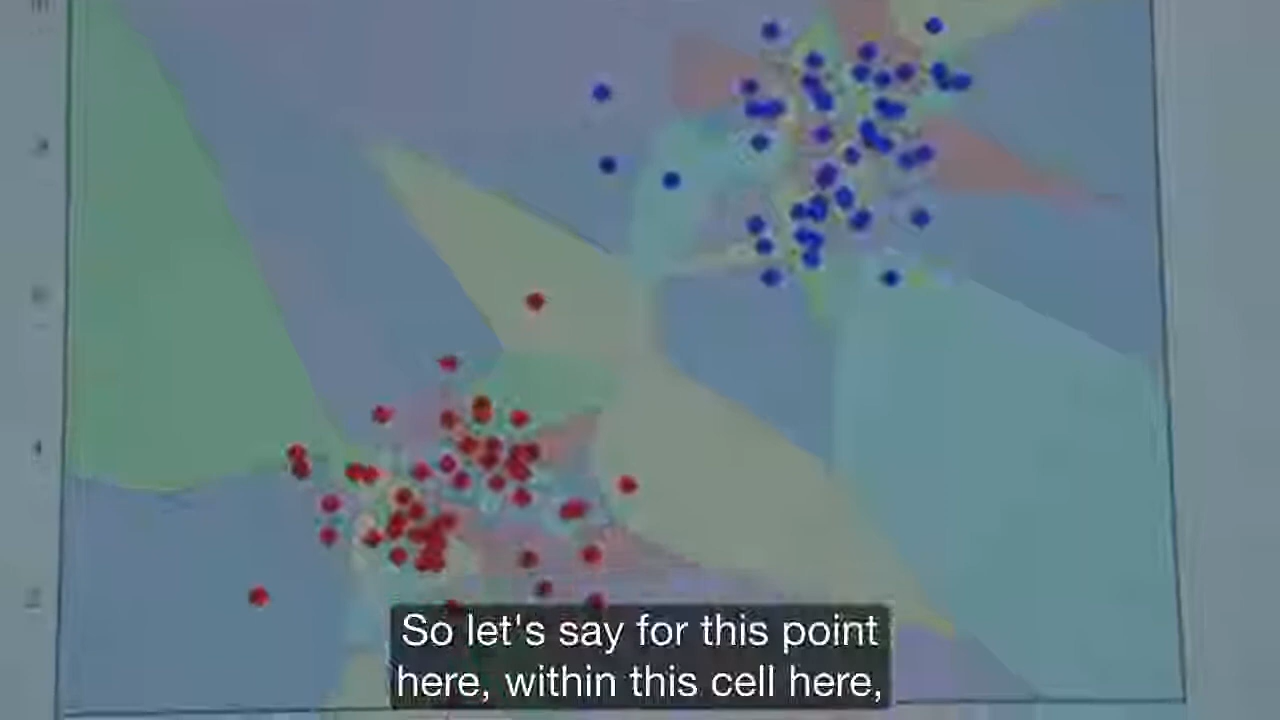 So let's say for this point
here, within this cell here,